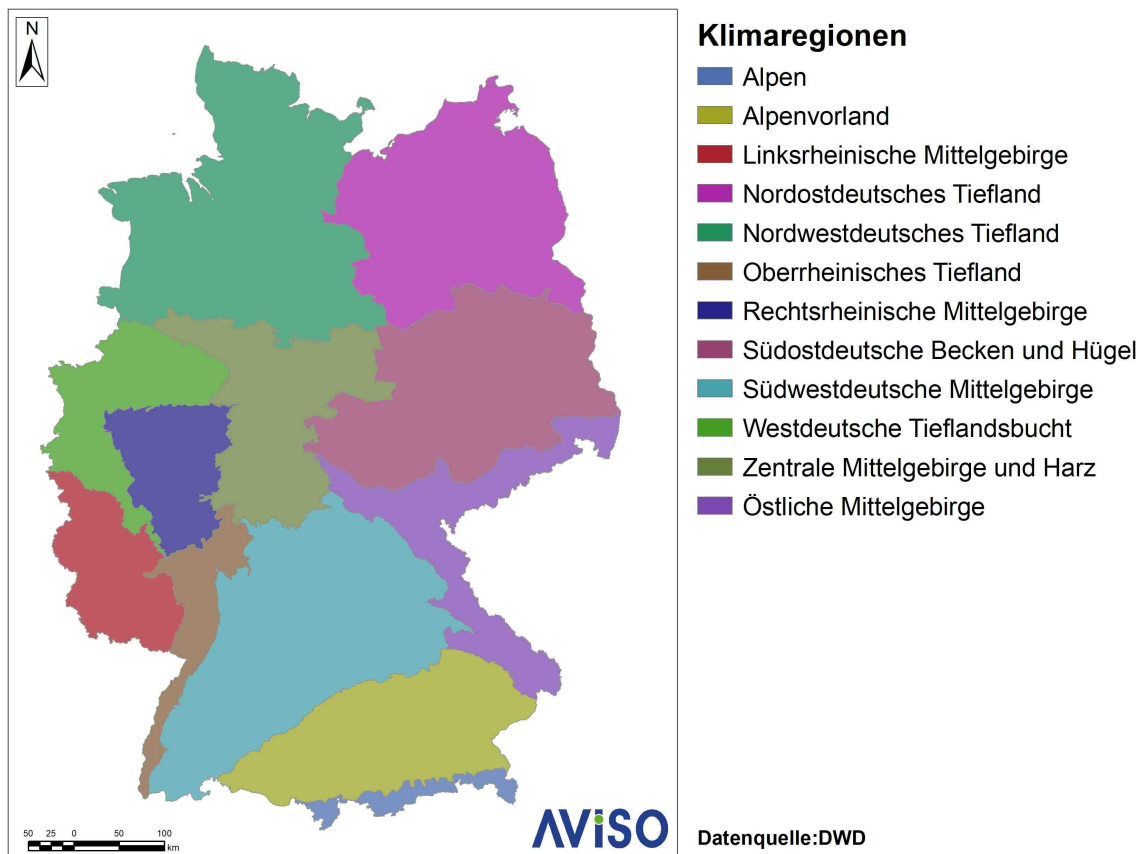 N
Klimaregionen
Alpen
Alpenvorland
Linksrheinische Mittelgebirge
Nordostdeutsches Tiefland
Nordwestdeutsches Tiefland
Oberrheinisches Tiefland
Rechtsrheinische Mittelgebirge
Südostdeutsche Becken und Hügel
Südwestdeutsche Mittelgebirge
Westdeutsche Tieflandsbucht
Zentrale Mittelgebirge und Harz
Östliche Mittelgebirge
50 25 0 50 100
km
AViSO
Datenquelle:DWD